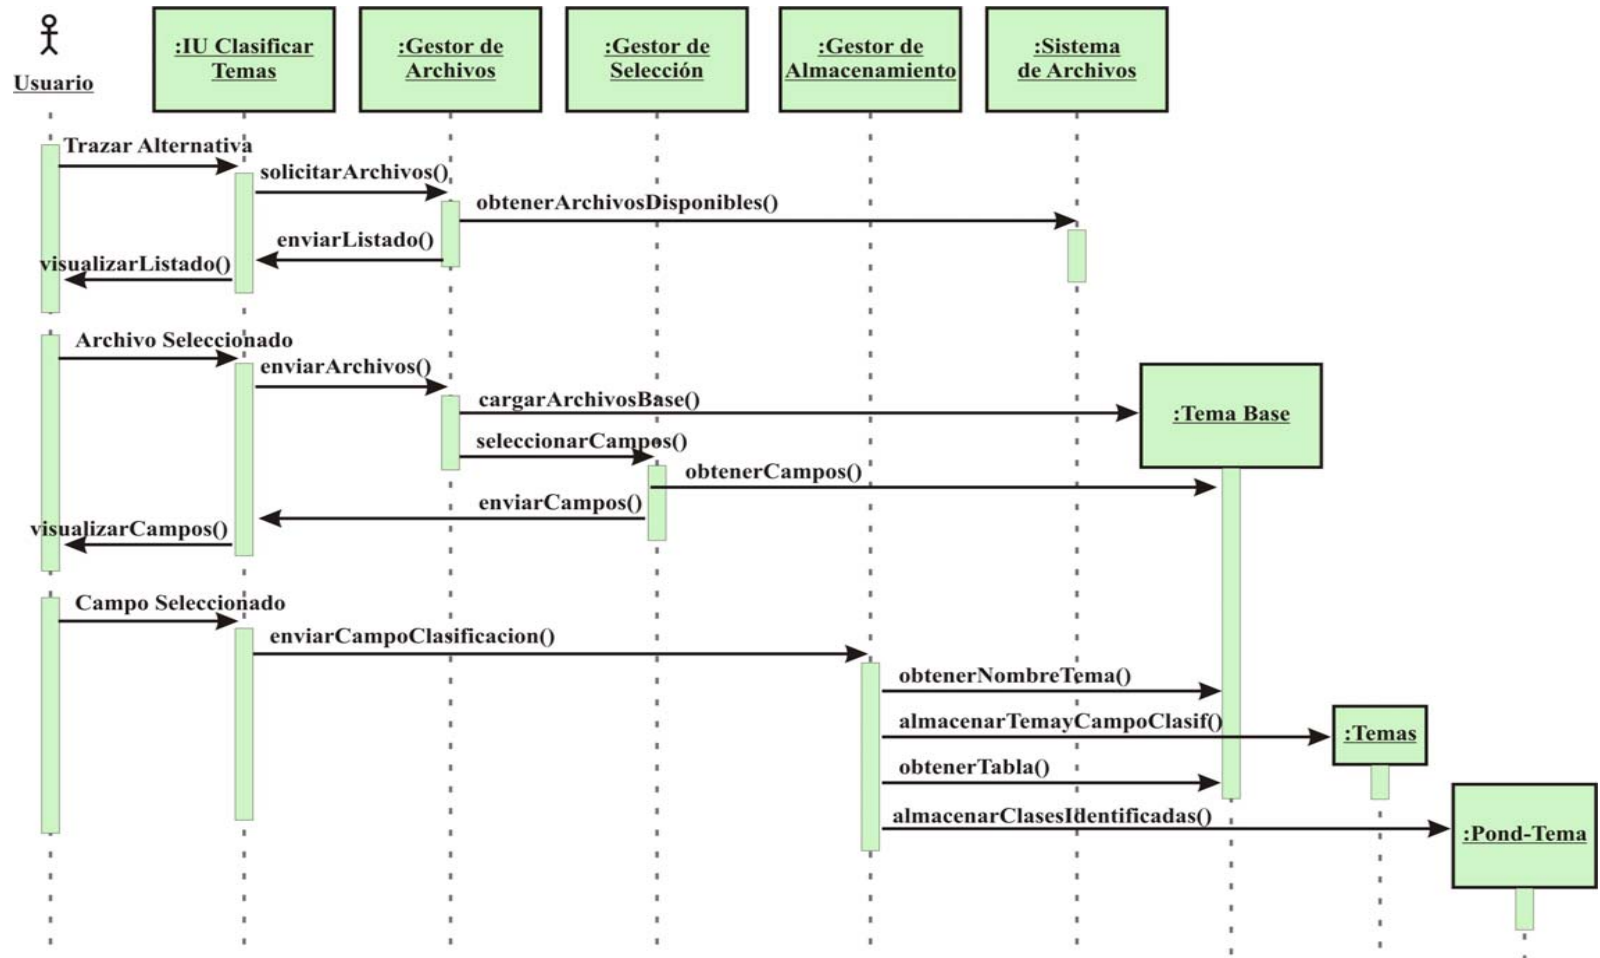 Usuario
:IU Clasificar
Temas
:Gestor de
Archivos
:Gestor de
Selección
:Gestor de
Almacenamiento
:Sistema
de Archivos
Trazar Alternativa
solicitarArchivos()
obtenerArchivosDisponibles()
enviarListado()
visualizarListado()
Archivo Seleccionado
enviarArchivos()
cargarArchivosBase()
:Tema Base
seleccionarCampos()
obtenerCampos()
enviarCampos()
visualizarCampos()
Campo Seleccionado
enviarCampoClasificacion()
obtenerNombreTema()
almacenarTemayCampoClasif()
:Temas
obtenerTabla()
almacenarClasesIdentificadas()
:Pond-Tema